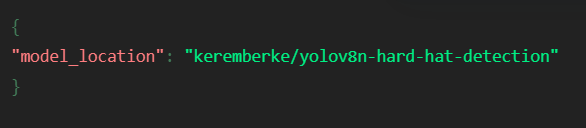 {
"model_location": "keremberke/yolov8n-hard-hat-detection"
}